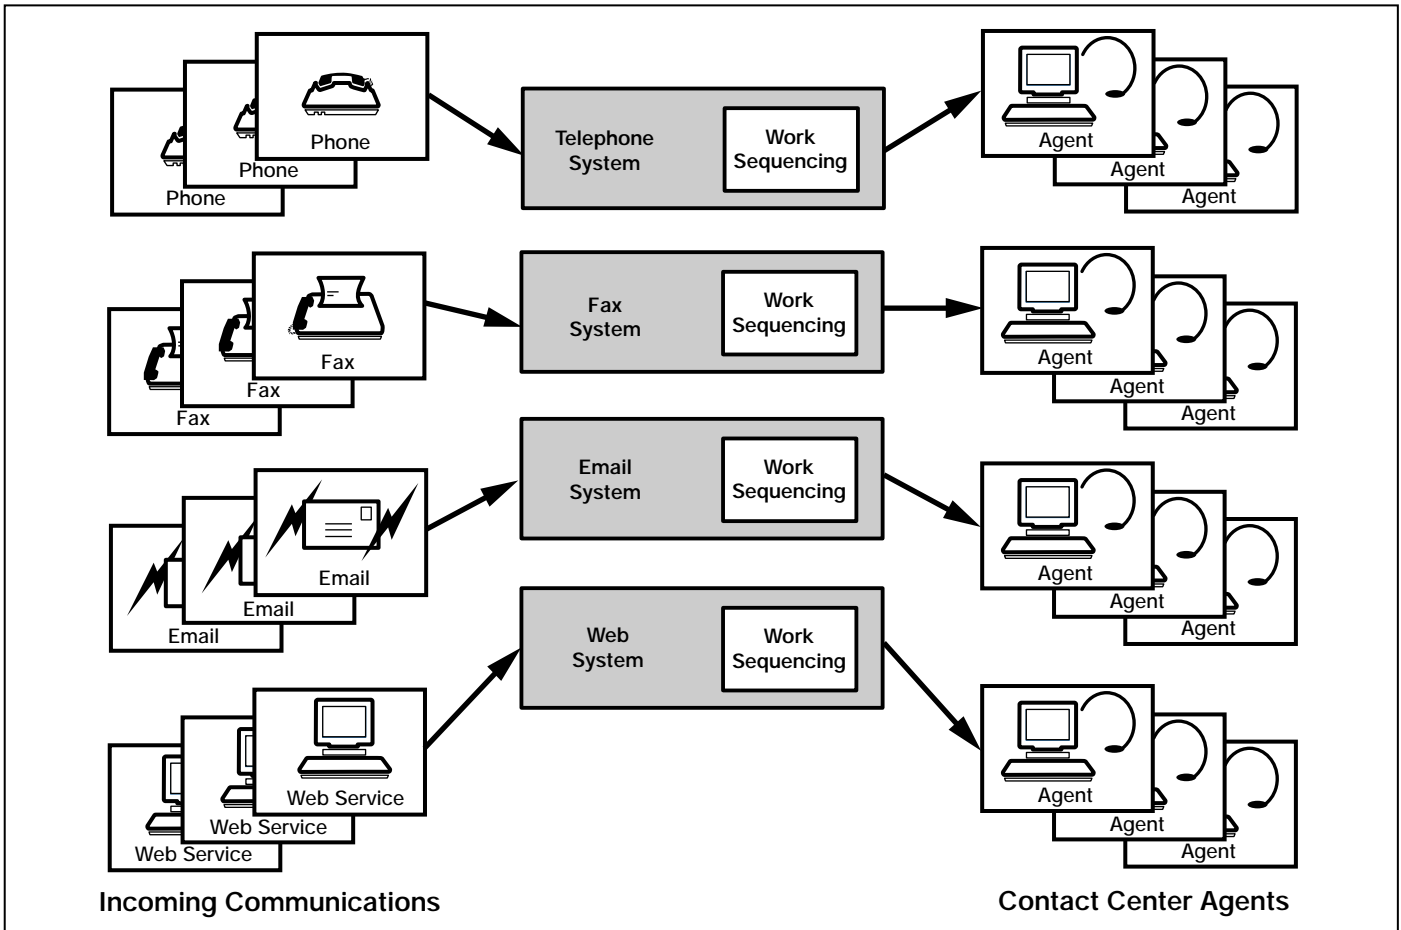 Phone
Phone
Phone
Telephone
System
Work
Sequencing
Agent
Agent
Agent
Fax
Fax
Fax
Fax
System
Work
Sequencing
Agent
Agent
Agent
Email
Email
Email
Email
System
Work
Sequencing
Agent
Agent
Agent
Web Service
Web Service
Web Service
Web
System
Work
Sequencing
Agent
Agent
Agent
Incoming Communications
Contact Center Agents